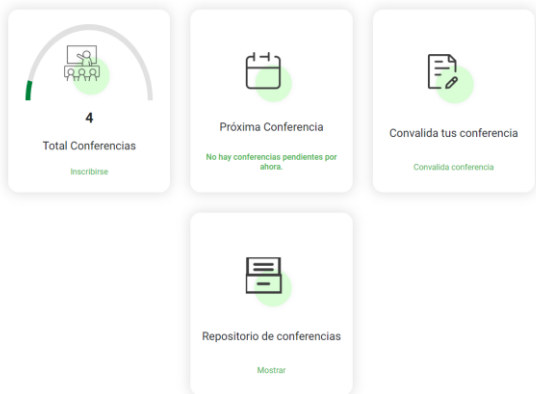 4
Total Conferencias
Inscribirse
Próxima Conferencia
No hay conferencias pendientes por
ahora.
Convalida tus conferencia
Convalida conferencia
Repositorio de conferencias
Mostrar